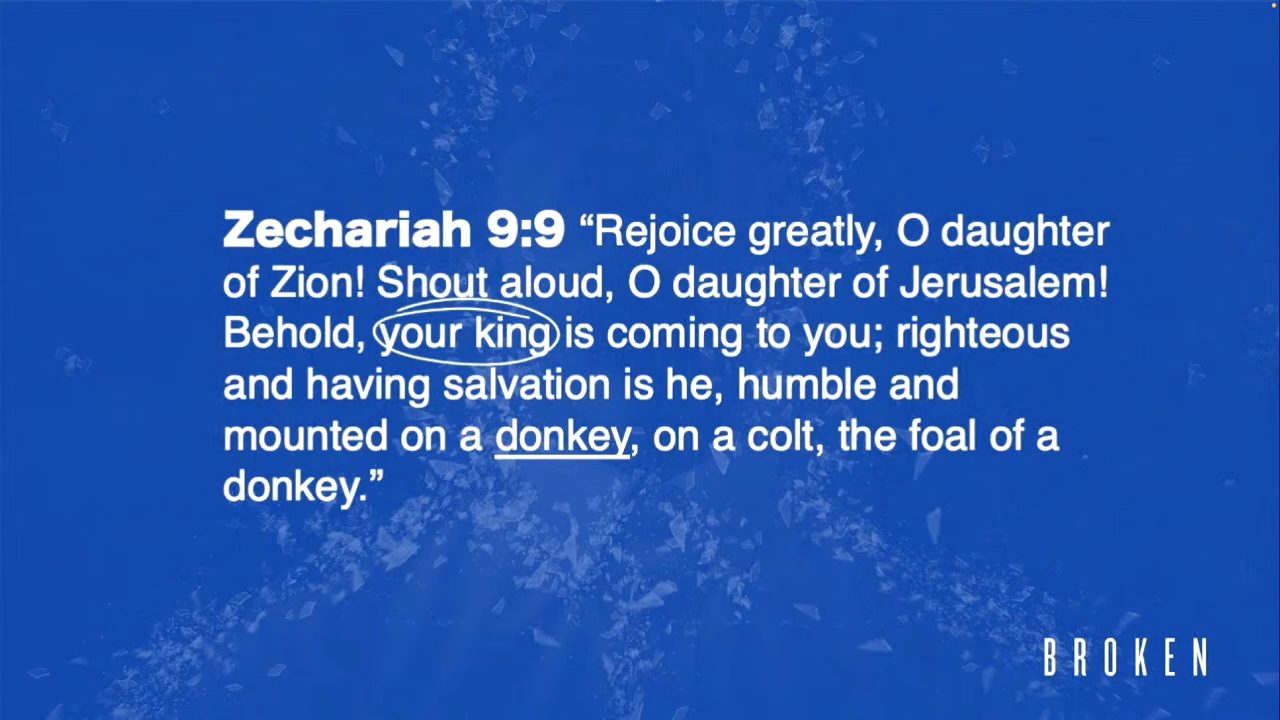 Zechariah 9:9 “Rejoice greatly, O daughter
of Zion! Shout aloud, O daughter of Jerusalem!
Behold, your king is coming to you; righteous
and having salvation is he, humble and
mounted on a donkey, on a colt, the foal of a
donkey.”
BROKEN